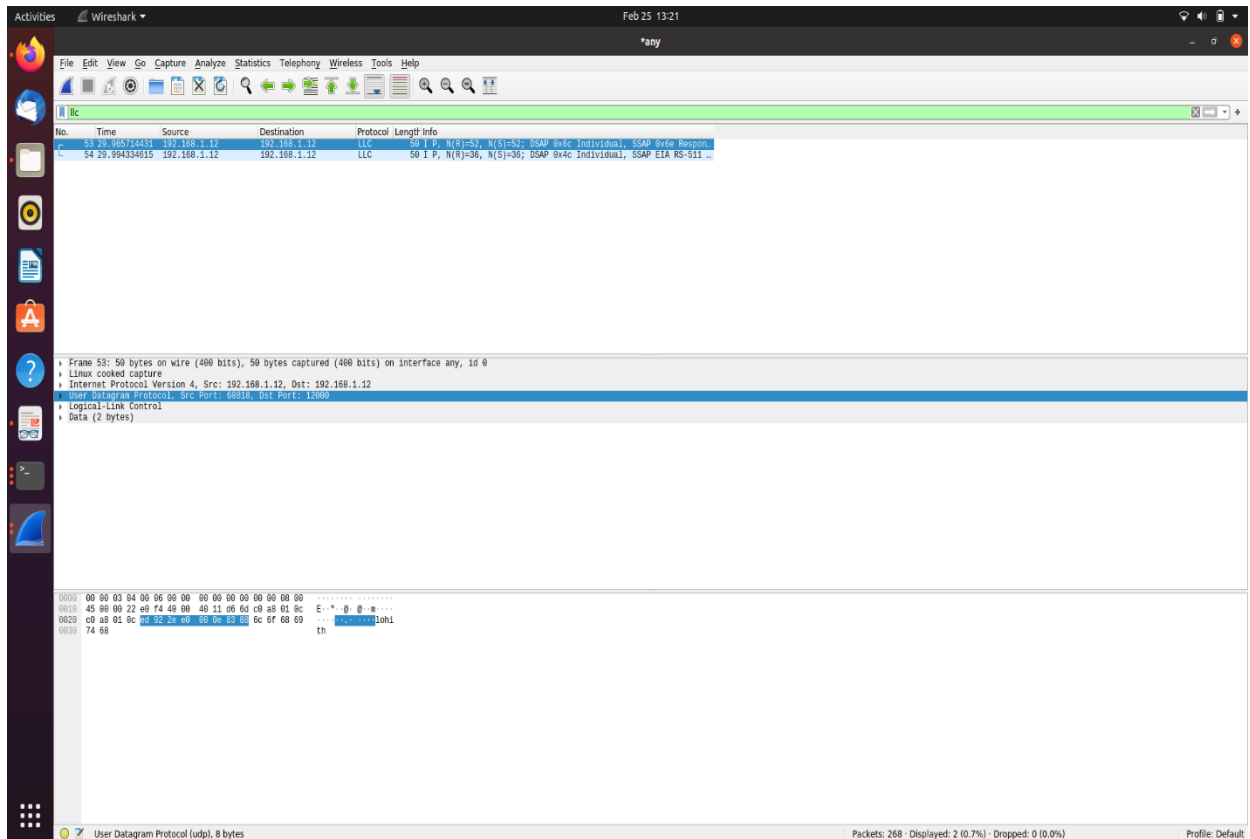 Activities Wireshark Feb 25 13:21
*any
File Edit View Go Capture Analyze Statistics Telephony Wireless Tools Help
llc
No. Time Source Destination Protocol Length Info
53 29.965714431 192.168.1.12 192.168.1.12 LLC 50 I P, N(R)=52, N(S)=52; DSAP 0x6c Individual, SSAP 0x6e Respon…
54 29.994334615 192.168.1.12 192.168.1.12 LLC 50 I P, N(R)=36, N(S)=36; DSAP 0x4c Individual, SSAP EIA RS-511 …
Frame 53: 50 bytes on wire (400 bits), 50 bytes captured (400 bits) on interface any, id 0
Linux cooked capture
Internet Protocol Version 4, Src: 192.168.1.12, Dst: 192.168.1.12
User Datagram Protocol, Src Port: 60818, Dst Port: 12000
Logical-Link Control
Data (2 bytes)
0000 00 00 03 04 00 06 00 00 00 00 00 00 00 00 08 00 ········ ········
0010 45 00 00 22 e0 f4 40 00 40 11 d6 6d c0 a8 01 0c E··"··@· @··m····
0020 c0 a8 01 0c ed 92 2e e0 00 0e 83 88 6c 6f 68 69 ······.· ····lohi
0030 74 68 th
User Datagram Protocol (udp), 8 bytes Packets: 268 · Displayed: 2 (0.7%) · Dropped: 0 (0.0%) Profile: Default